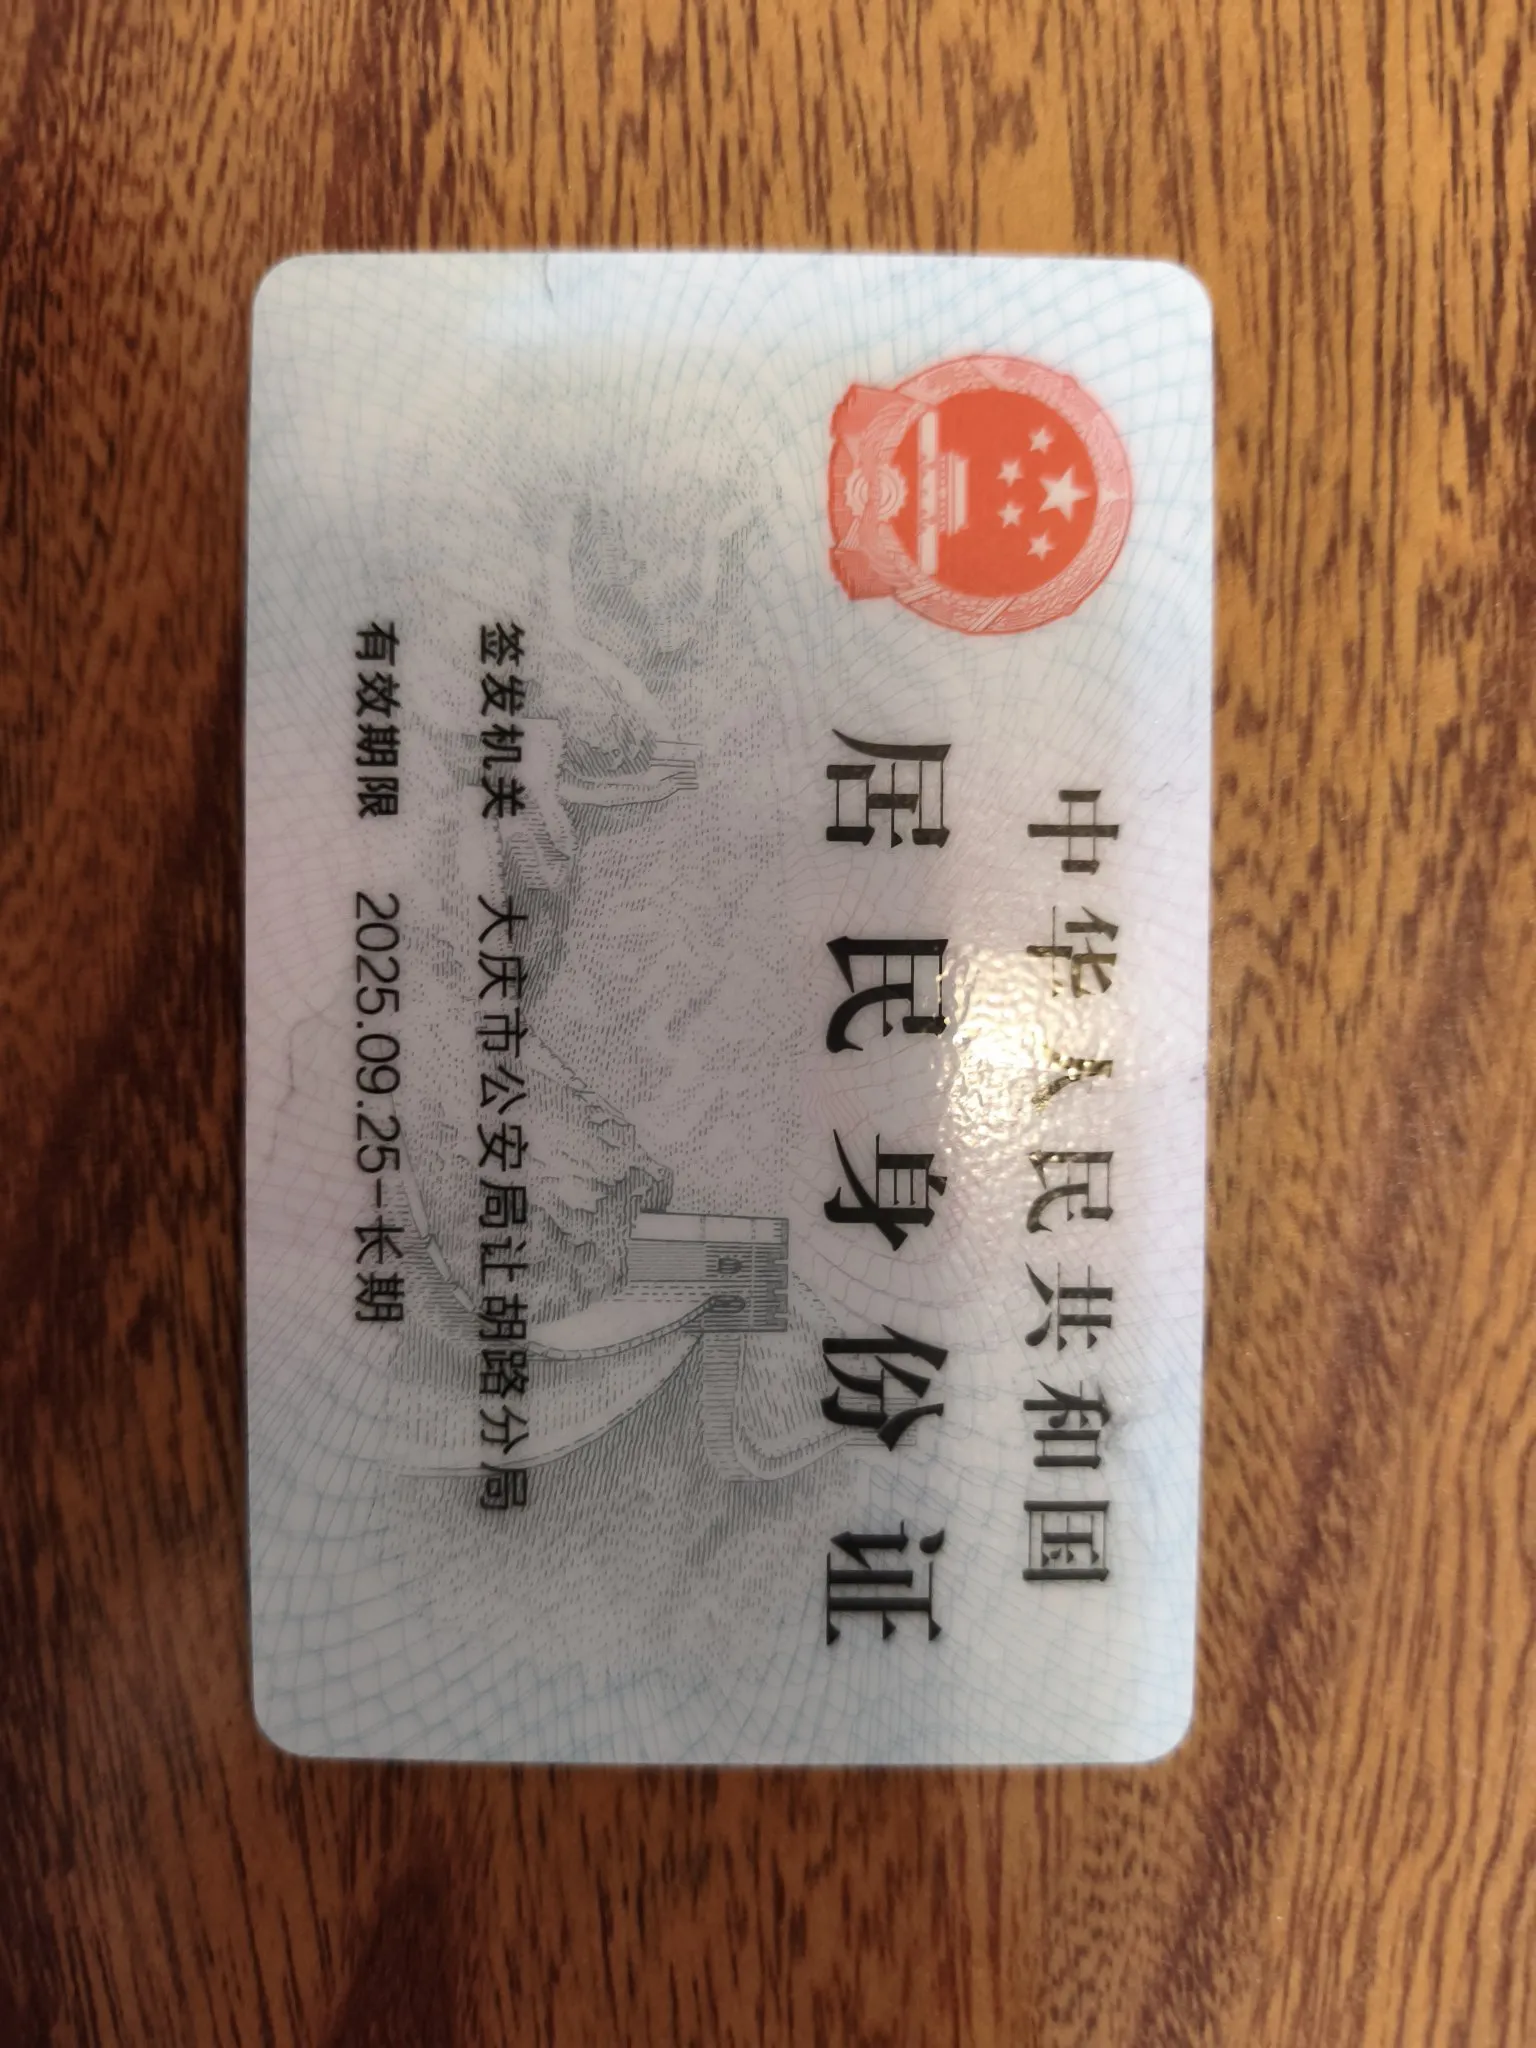 中华人民共和国
居民身份证
签发机关 大庆市公安局让胡路分局
有效期限 2025.09.25-长期